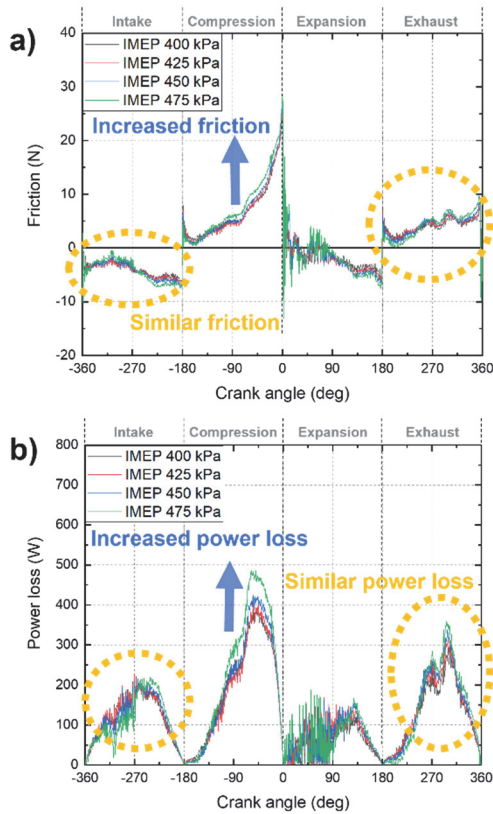 a)
Intake Compression Expansion Exhaust
40
30
20
10
0
-10
-20
Friction (N)
IMEP 400 kPa
IMEP 425 kPa
IMEP 450 kPa
IMEP 475 kPa
Increased friction
Similar friction
-360 -270 -180 -90 0 90 180 270 360
Crank angle (deg)
b)
Intake Compression Expansion Exhaust
800
700
600
500
400
300
200
100
0
Power loss (W)
IMEP 400 kPa
IMEP 425 kPa
IMEP 450 kPa
IMEP 475 kPa
Increased power loss
Similar power loss
-360 -270 -180 -90 0 90 180 270 360
Crank angle (deg)